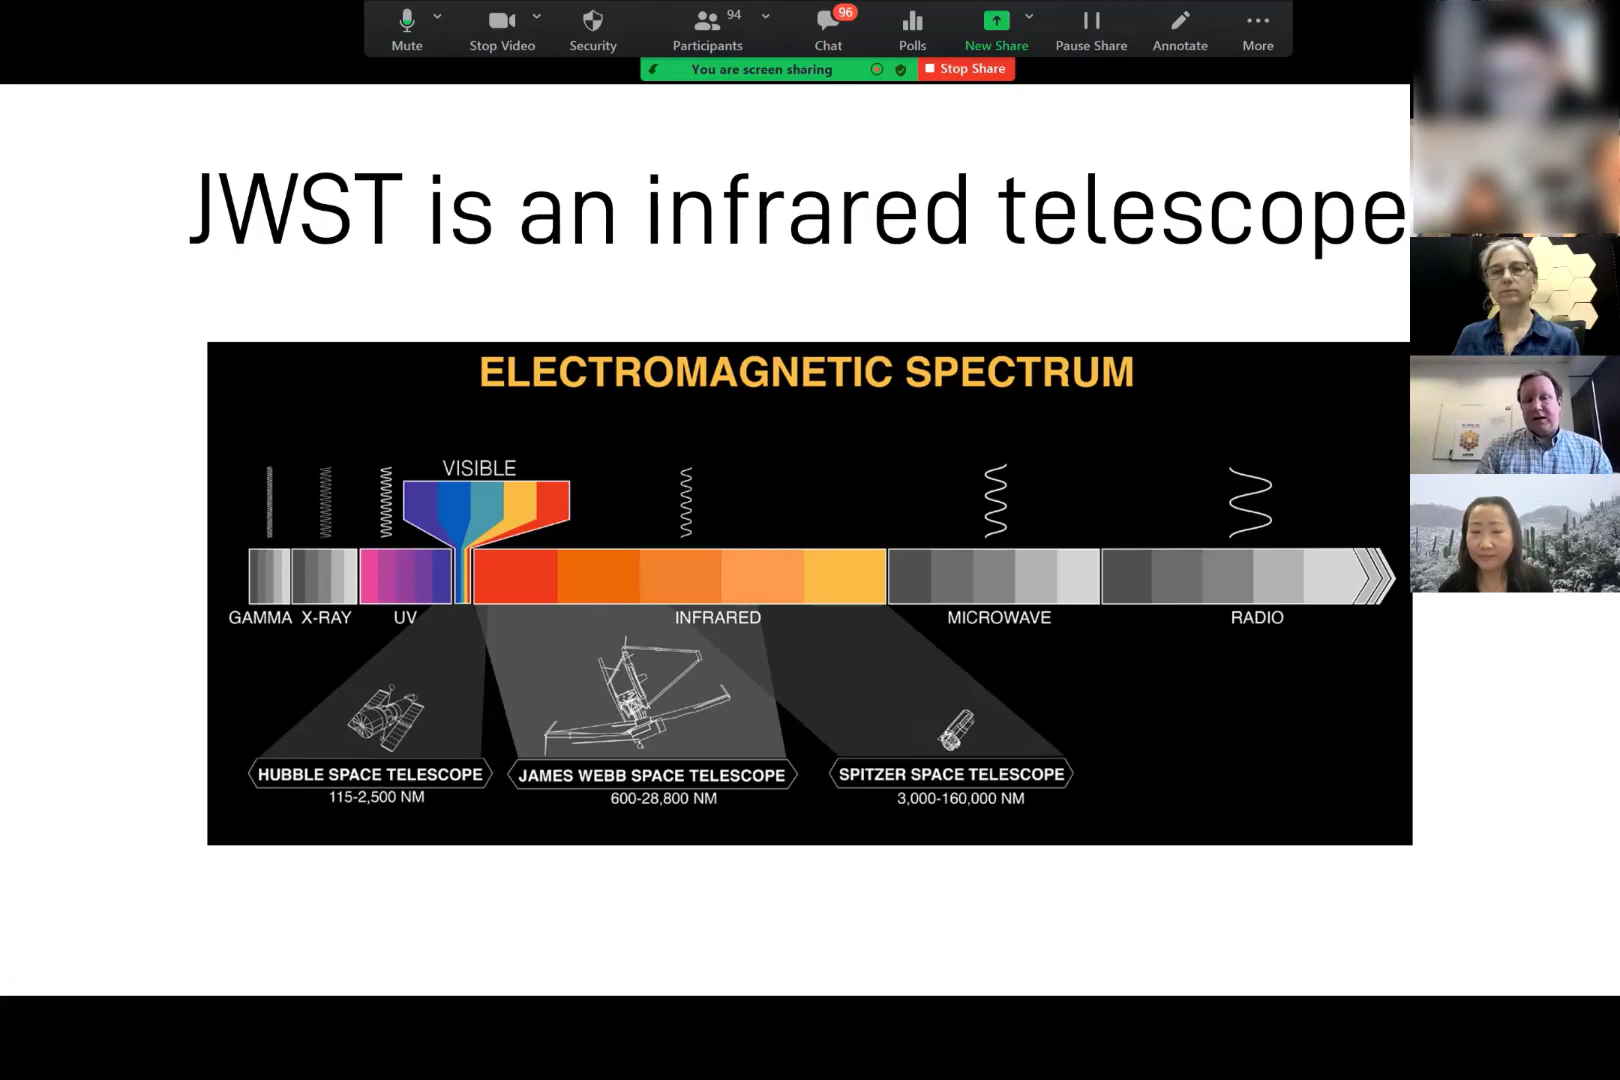 94
96
Mute
Stop Video
Security
Participants
Chat
Polls
New Share
Pause Share
Annotate
More
You are screen sharing
Stop Share
JWST is an infrared telescope
ELECTROMAGNETIC SPECTRUM
VISIBLE
GAMMA
X-RAY
UV
INFRARED
MICROWAVE
RADIO
HUBBLE SPACE TELESCOPE
115-2,500 NM
JAMES WEBB SPACE TELESCOPE
600-28,800 NM
SPITZER SPACE TELESCOPE
3,000-160,000 NM